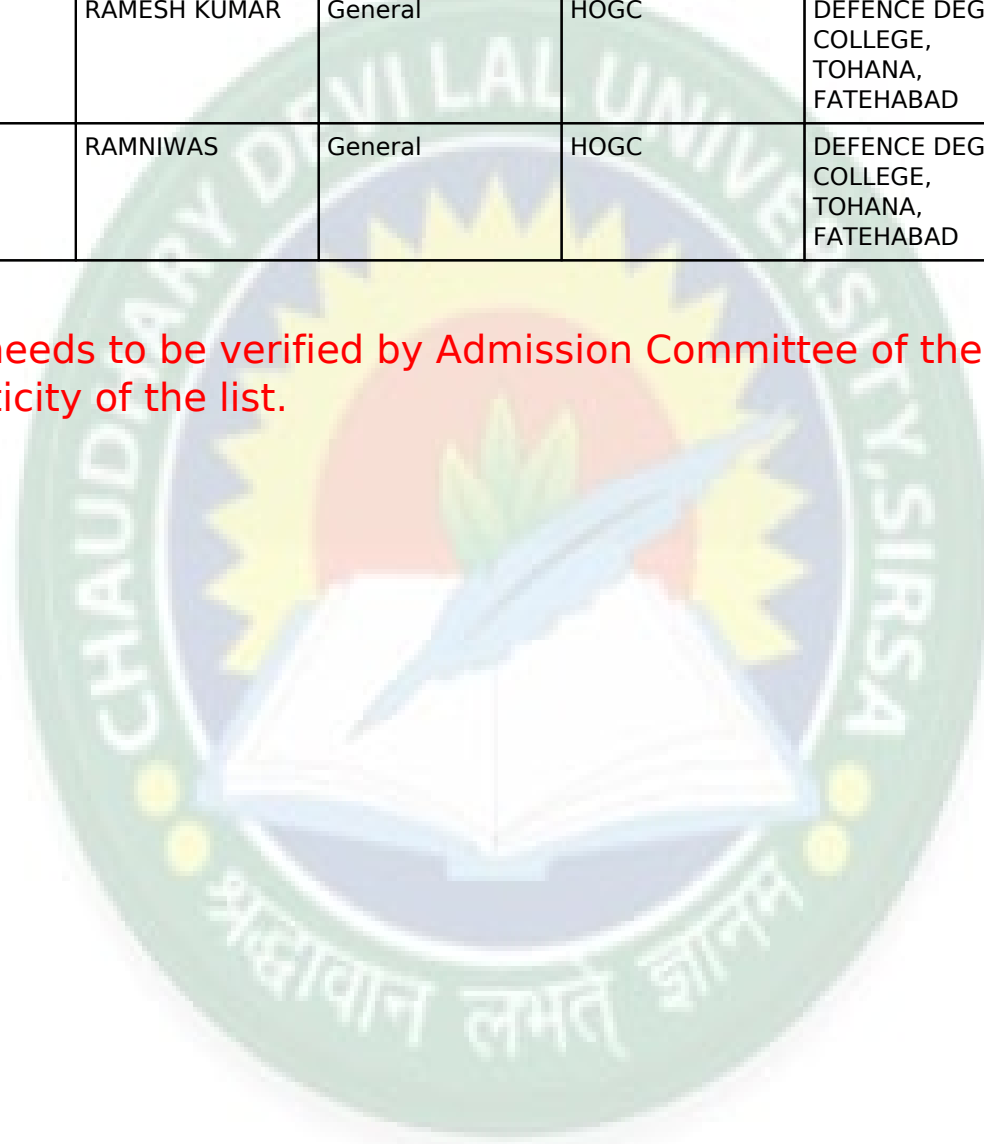 RAMESH KUMAR General HOGC DEFENCE DEG
COLLEGE,
TOHANA,
FATEHABAD
RAMNIWAS General HOGC DEFENCE DEG
COLLEGE,
TOHANA,
FATEHABAD
needs to be verified by Admission Committee of the
ticity of the list.
CHAUDHARY DEVI LAL UNIVERSITY, SIRSA
श्रद्धावान लभते ज्ञानम